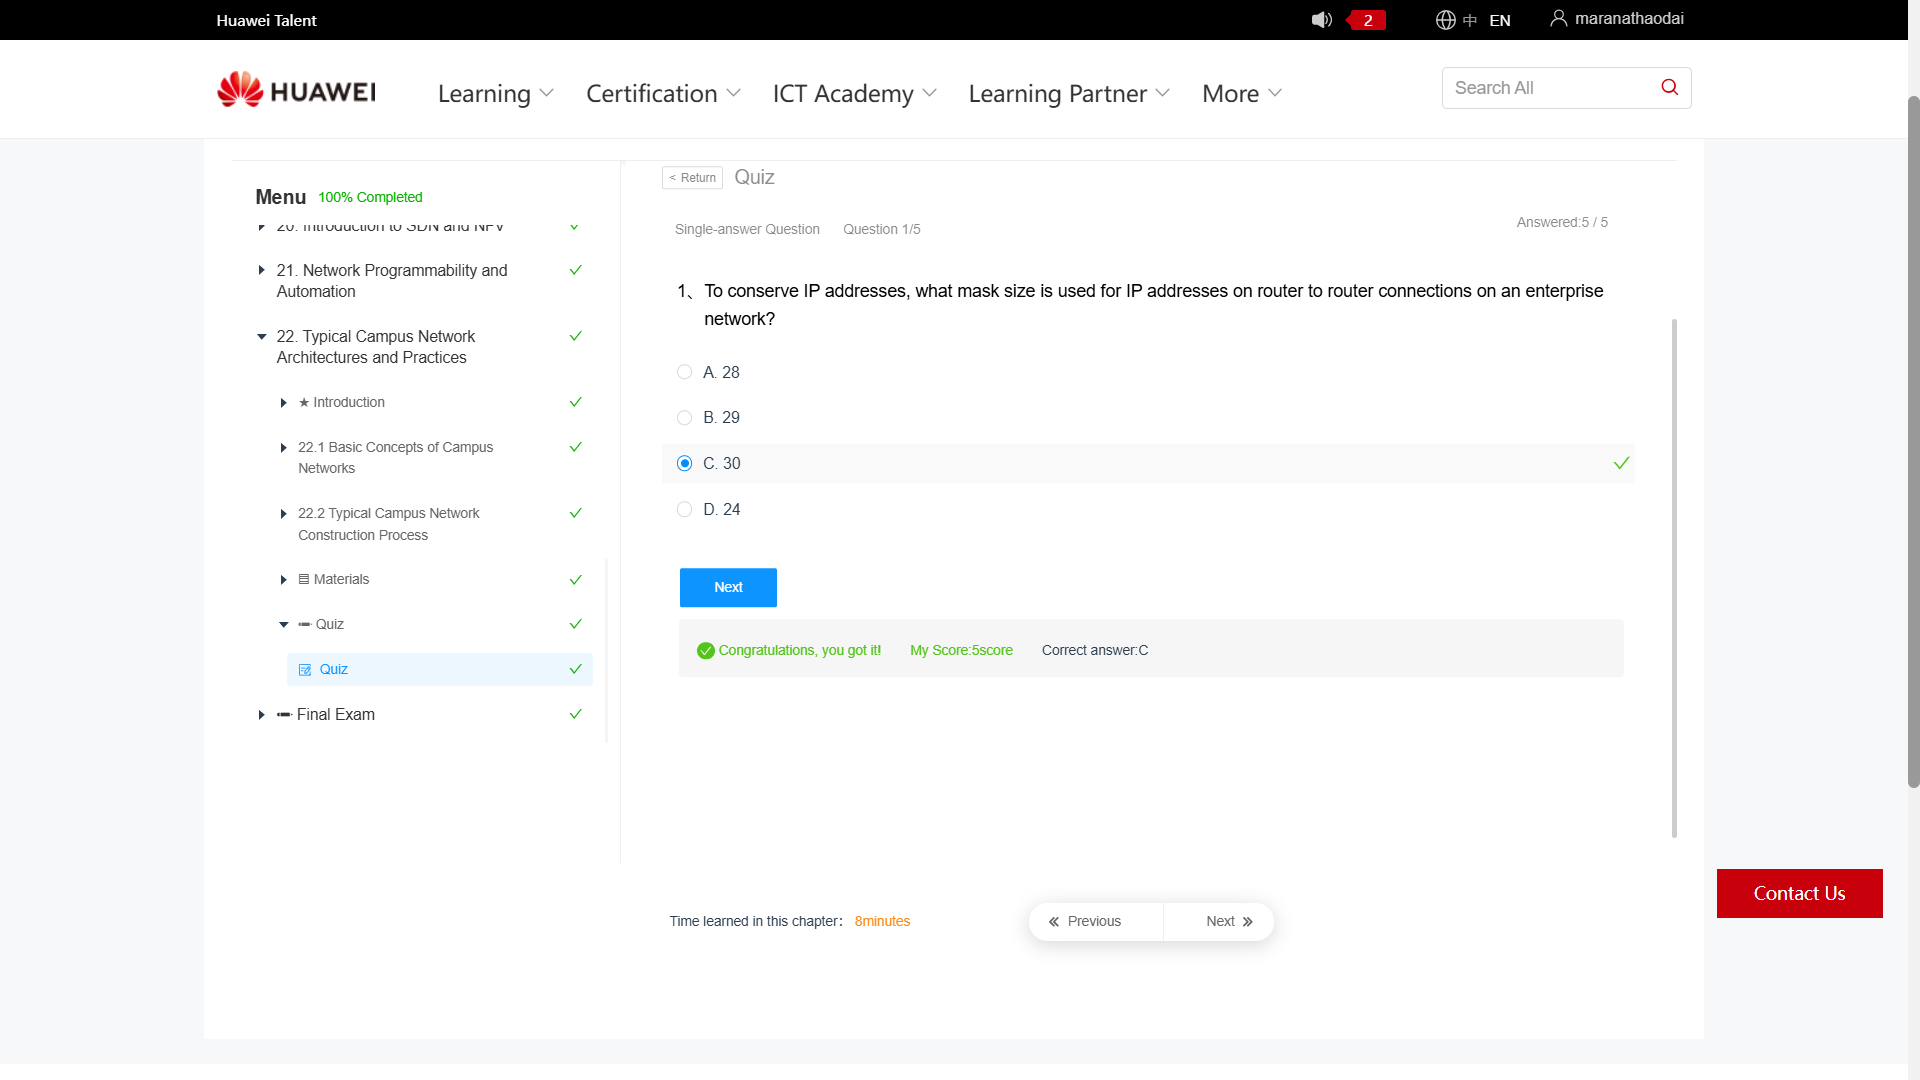 Huawei Talent
2
中 EN
maranathaodai
HUAWEI
Learning
Certification
ICT Academy
Learning Partner
More
Search All
Menu 100% Completed
20. Introduction to SDN and NFV
21. Network Programmability and
Automation
22. Typical Campus Network
Architectures and Practices
★ Introduction
22.1 Basic Concepts of Campus
Networks
22.2 Typical Campus Network
Construction Process
Materials
Quiz
Quiz
Final Exam
< Return
Quiz
Single-answer Question
Question 1/5
Answered:5 / 5
1、 To conserve IP addresses, what mask size is used for IP addresses on router to router connections on an enterprise
network?
A. 28
B. 29
C. 30
D. 24
Next
Congratulations, you got it! My Score:5score Correct answer:C
Time learned in this chapter： 8minutes
« Previous
Next »
Contact Us